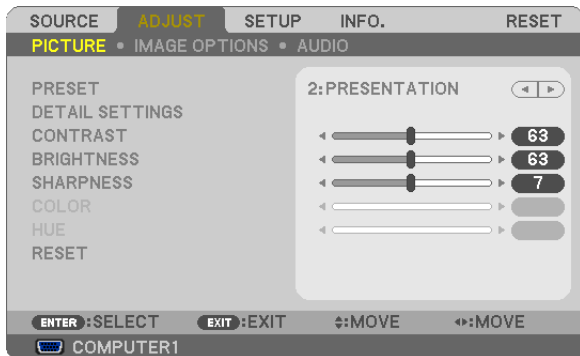 SOURCE ADJUST SETUP INFO. RESET
PICTURE • IMAGE OPTIONS • AUDIO
PRESET 2:PRESENTATION
DETAIL SETTINGS
CONTRAST 63
BRIGHTNESS 63
SHARPNESS 7
COLOR
HUE
RESET
ENTER :SELECT EXIT :EXIT :MOVE :MOVE
COMPUTER1